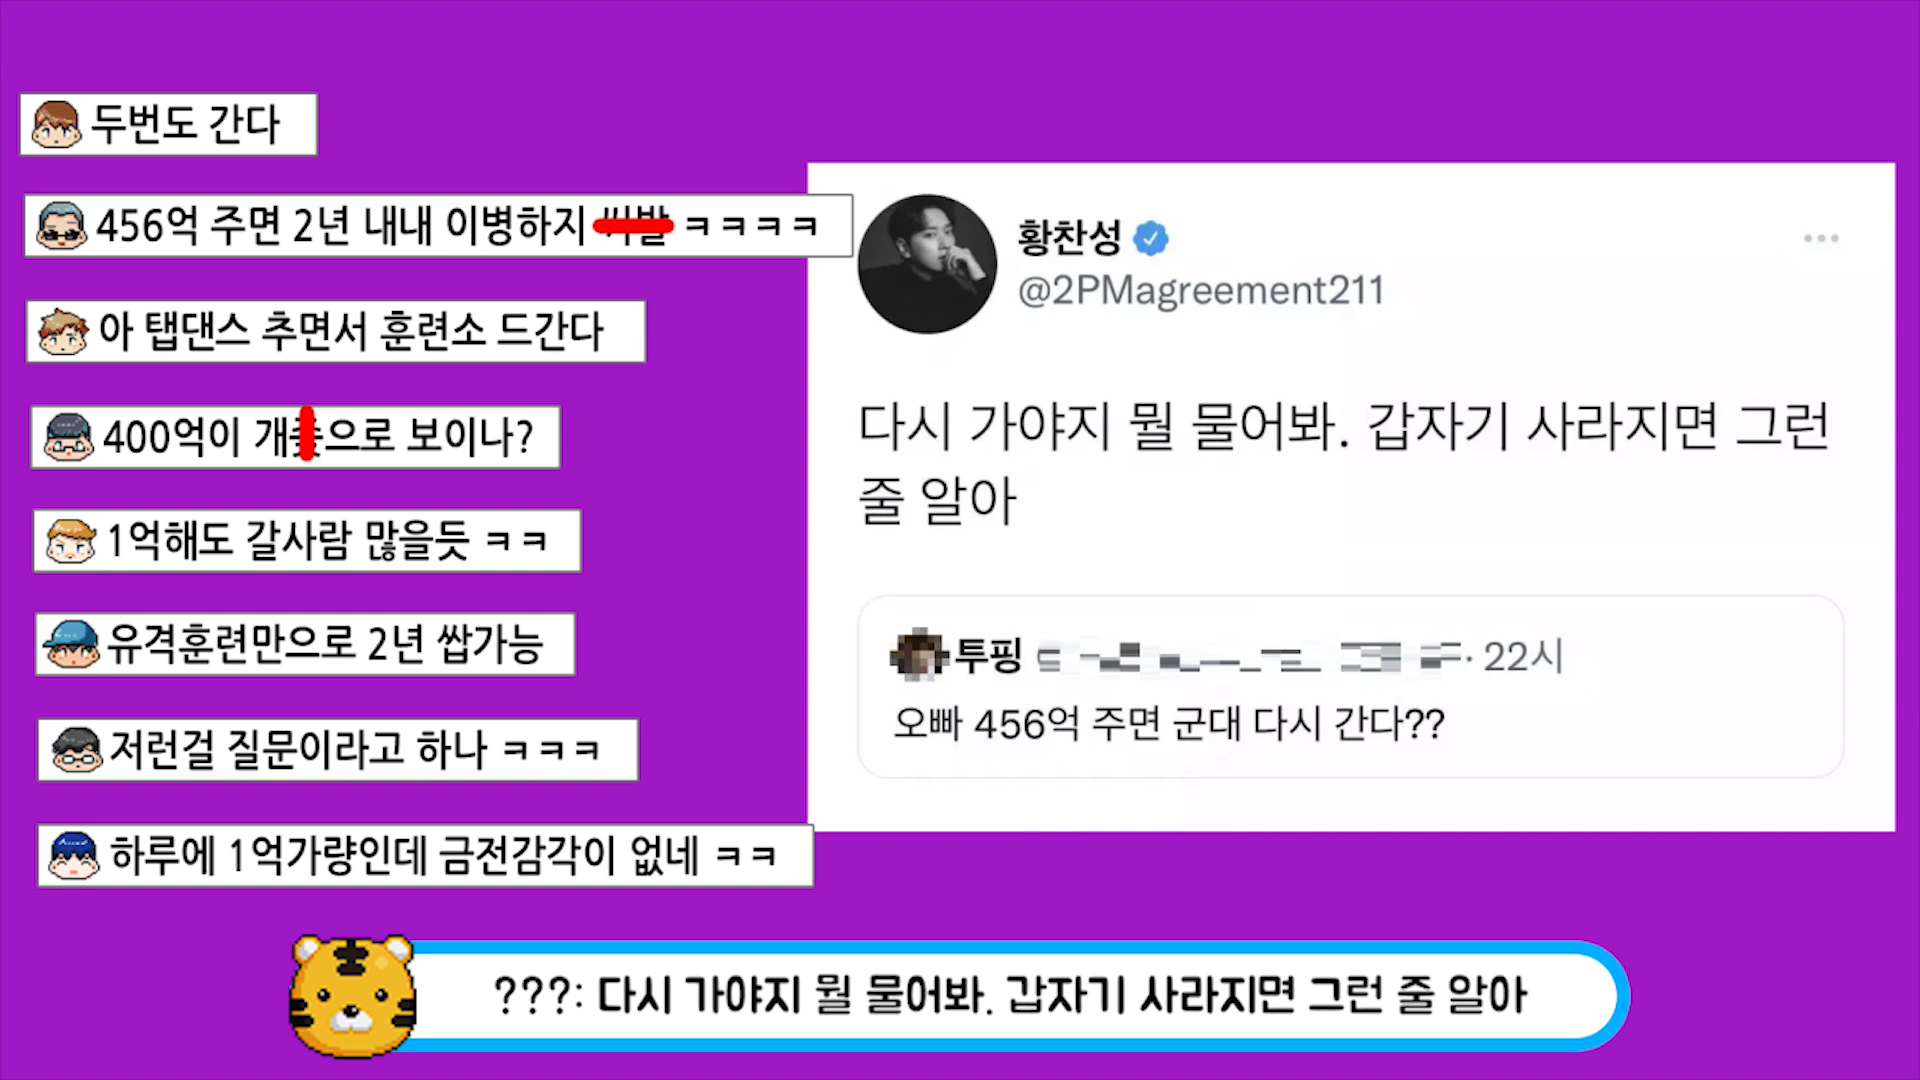 두번도 간다
456억 주면 2년 내내 이병하지 ㅋㅋㅋㅋ
아 탭댄스 추면서 훈련소 드간다
400억이 개으로 보이나?
1억해도 갈사람 많을듯 ㅋㅋ
유격훈련만으로 2년 쌉가능
저런걸 질문이라고 하나 ㅋㅋㅋ
하루에 1억가량인데 금전감각이 없네 ㅋㅋ
황찬성
@2PMagreement211
다시 가야지 뭘 물어봐. 갑자기 사라지면 그런
줄 알아
투핑 · 22시
오빠 456억 주면 군대 다시 간다??
???: 다시 가야지 뭘 물어봐. 갑자기 사라지면 그런 줄 알아